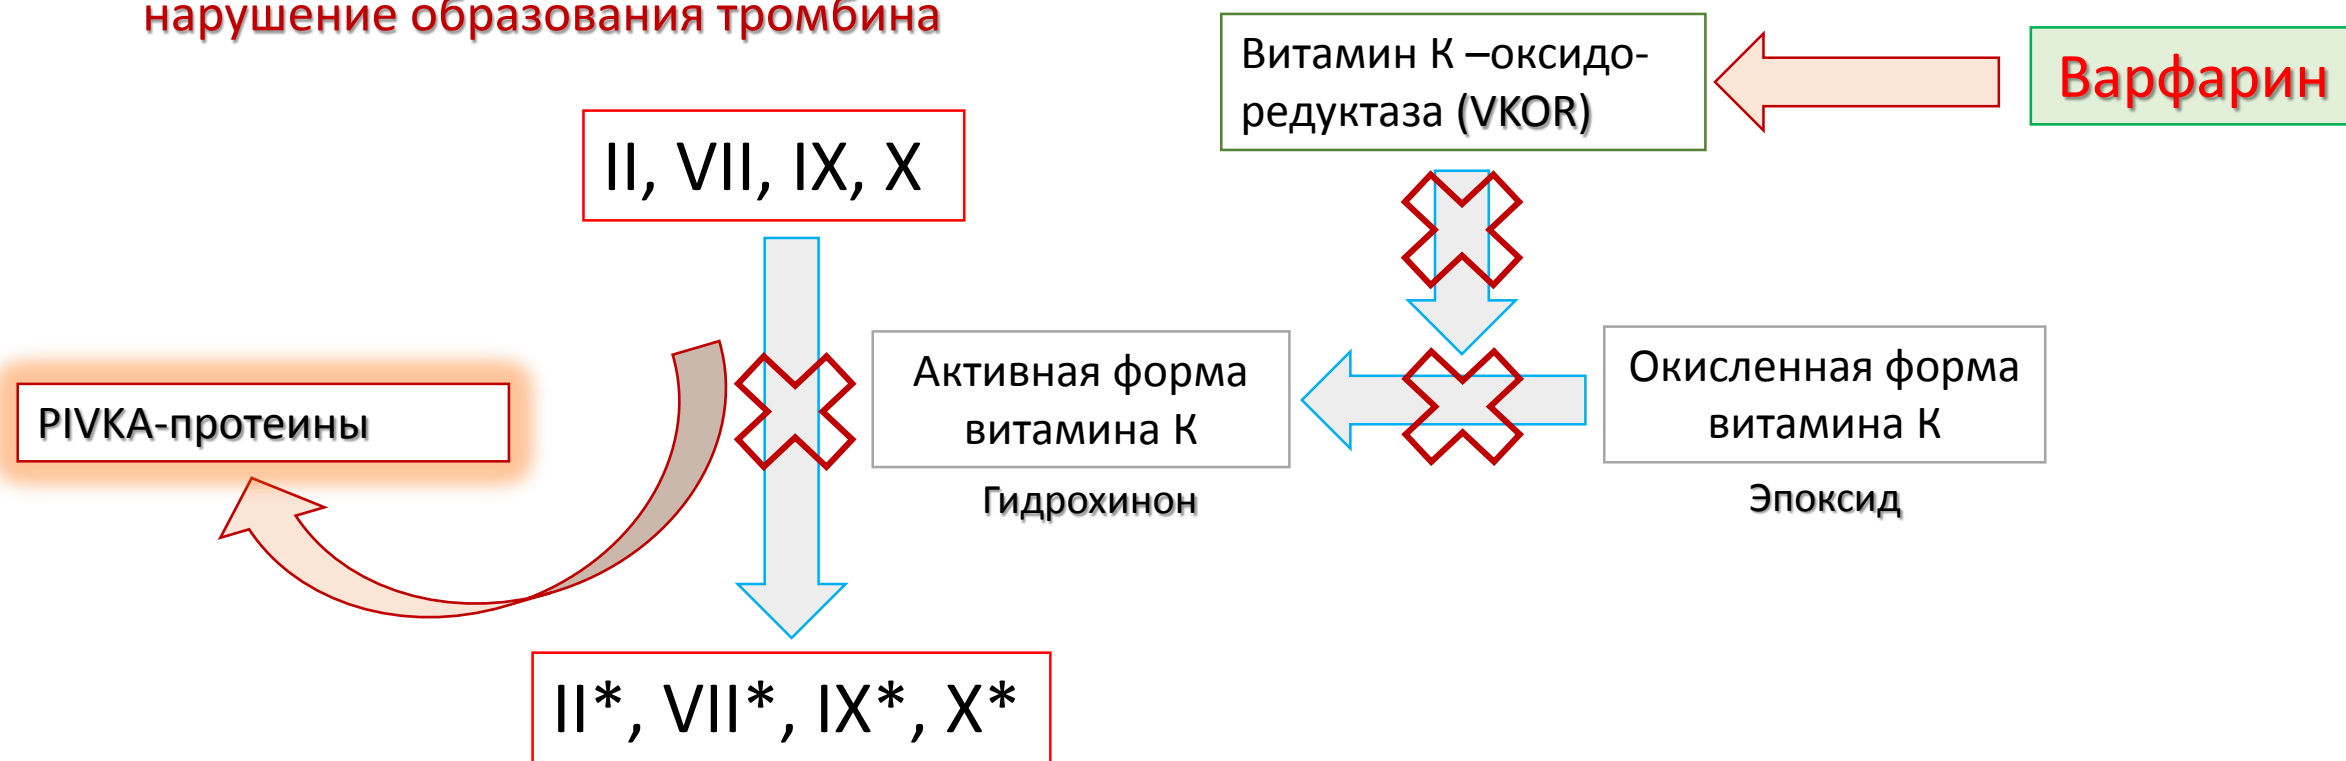 нарушение образования тромбина
Витамин К –оксидо-
редуктаза (VKOR)
Варфарин
II, VII, IX, X
Активная форма
витамина К
Гидрохинон
Окисленная форма
витамина К
Эпоксид
PIVKA-протеины
II*, VII*, IX*, X*